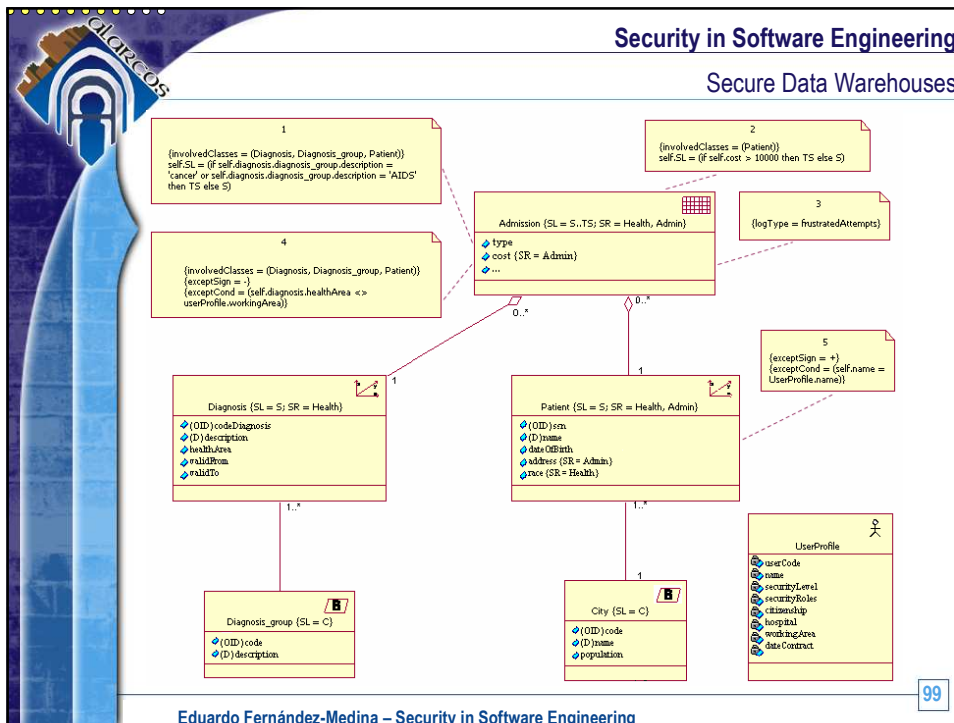 alarcos
Security in Software Engineering
Secure Data Warehouses
1
{involvedClasses = (Diagnosis, Diagnosis_group, Patient)}
self.SL = (if self.diagnosis.diagnosis_group.description =
'cancer' or self.diagnosis.diagnosis_group.description = 'AIDS'
then TS else S)
2
{involvedClasses = (Patient)}
self.SL = (if self.cost > 10000 then TS else S)
3
{logType = frustratedAttempts}
4
{involvedClasses = (Diagnosis, Diagnosis_group, Patient)}
{exceptSign = -}
{exceptCond = (self.diagnosis.healthArea <>
userProfile.workingArea)}
Admission {SL = S..TS; SR = Health, Admin}
type
cost {SR = Admin}
...
0..*
0..*
1
1
5
{exceptSign = +}
{exceptCond = (self.name =
UserProfile.name)}
Diagnosis {SL = S; SR = Health}
(OID)codeDiagnosis
(D)description
healthArea
validFrom
validTo
1..*
Patient {SL = S; SR = Health, Admin}
(OID)ssn
(D)name
dateOfBirth
address {SR = Admin}
race {SR = Health}
1..*
1
B
Diagnosis_group {SL = C}
(OID)code
(D)description
B
City {SL = C}
(OID)code
(D)name
population
UserProfile
userCode
name
securityLevel
securityRoles
citizenship
hospital
workingArea
dateContract
99
Eduardo Fernández-Medina – Security in Software Engineering